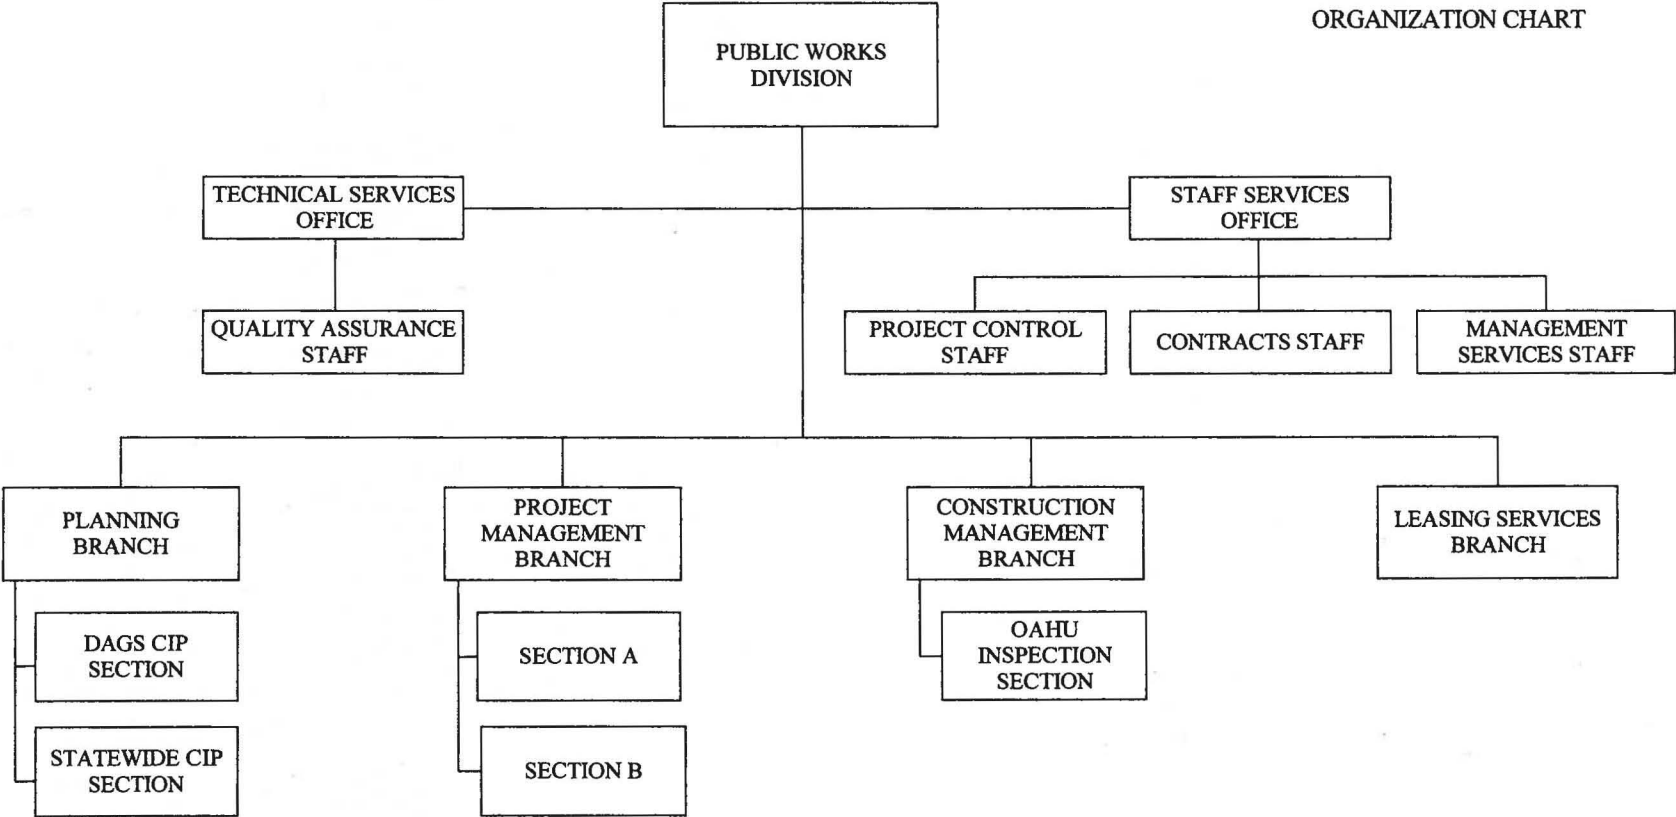 ORGANIZATION CHART
PUBLIC WORKS
DIVISION
TECHNICAL SERVICES
OFFICE
STAFF SERVICES
OFFICE
QUALITY ASSURANCE
STAFF
PROJECT CONTROL
STAFF
CONTRACTS STAFF
MANAGEMENT
SERVICES STAFF
PLANNING
BRANCH
PROJECT
MANAGEMENT
BRANCH
CONSTRUCTION
MANAGEMENT
BRANCH
LEASING SERVICES
BRANCH
DAGS CIP
SECTION
SECTION A
OAHU
INSPECTION
SECTION
STATEWIDE CIP
SECTION
SECTION B